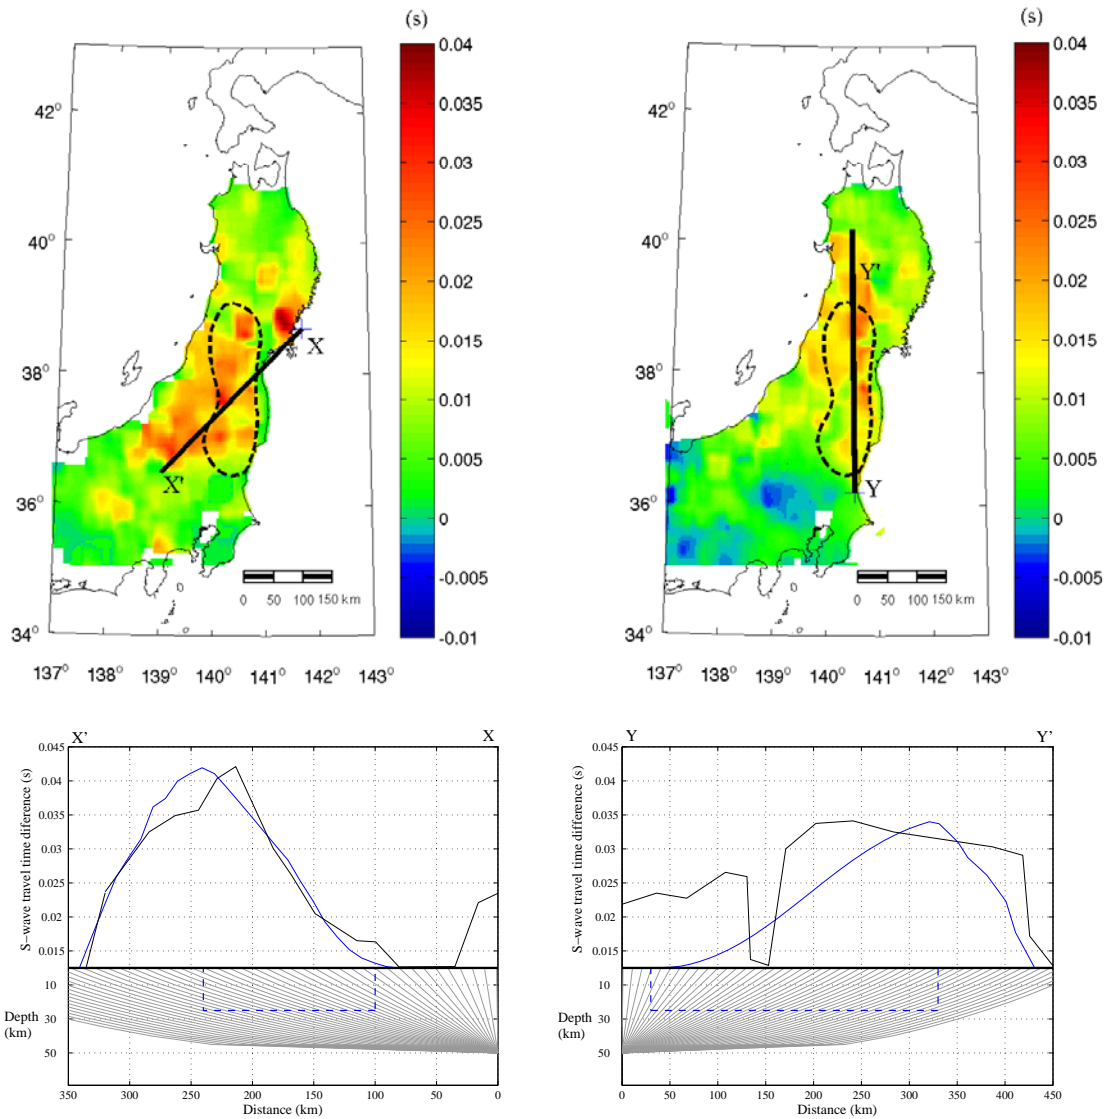 (s)
0.04
0.035
0.03
0.025
0.02
0.015
0.01
0.005
0
-0.005
-0.01
42°
40°
38°
36°
34°
137° 138° 139° 140° 141° 142° 143°
X
X'
0 50 100 150 km
(s)
0.04
0.035
0.03
0.025
0.02
0.015
0.01
0.005
0
-0.005
-0.01
42°
40°
38°
36°
34°
137° 138° 139° 140° 141° 142° 143°
Y'
Y
0 50 100 150 km
X' X
S−wave travel time difference (s)
0.045
0.04
0.035
0.03
0.025
0.02
0.015
10
30
50
Depth
(km)
350 300 250 200 150 100 50 0
Distance (km)
Y Y'
S−wave travel time difference (s)
0.045
0.04
0.035
0.03
0.025
0.02
0.015
10
30
50
Depth
(km)
0 50 100 150 200 250 300 350 400 450
Distance (km)